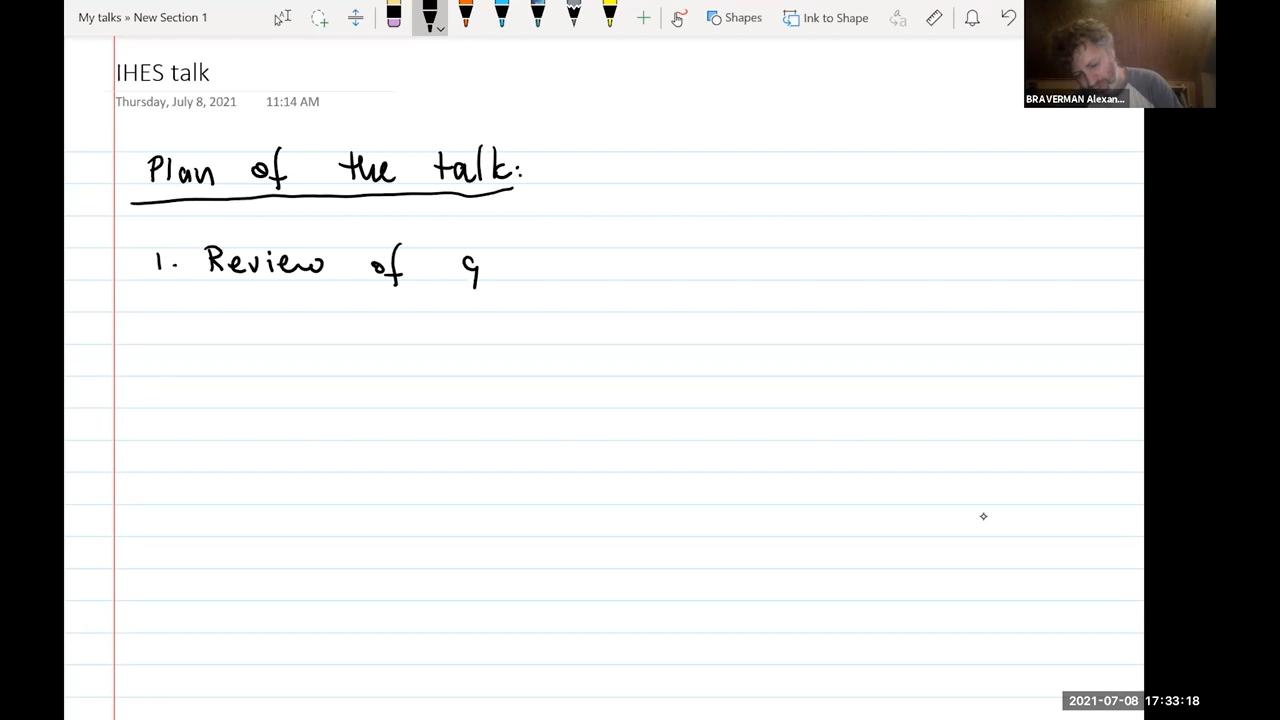 My talks » New Section 1
Shapes
Ink to Shape
IHES talk
Thursday, July 8, 2021 11:14 AM
BRAVERMAN Alexan...
Plan of the talk:
1. Review of g
2021-07-08 17:33:18